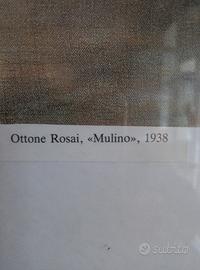 Ottone Rosai, «Mulino», 1938
subito